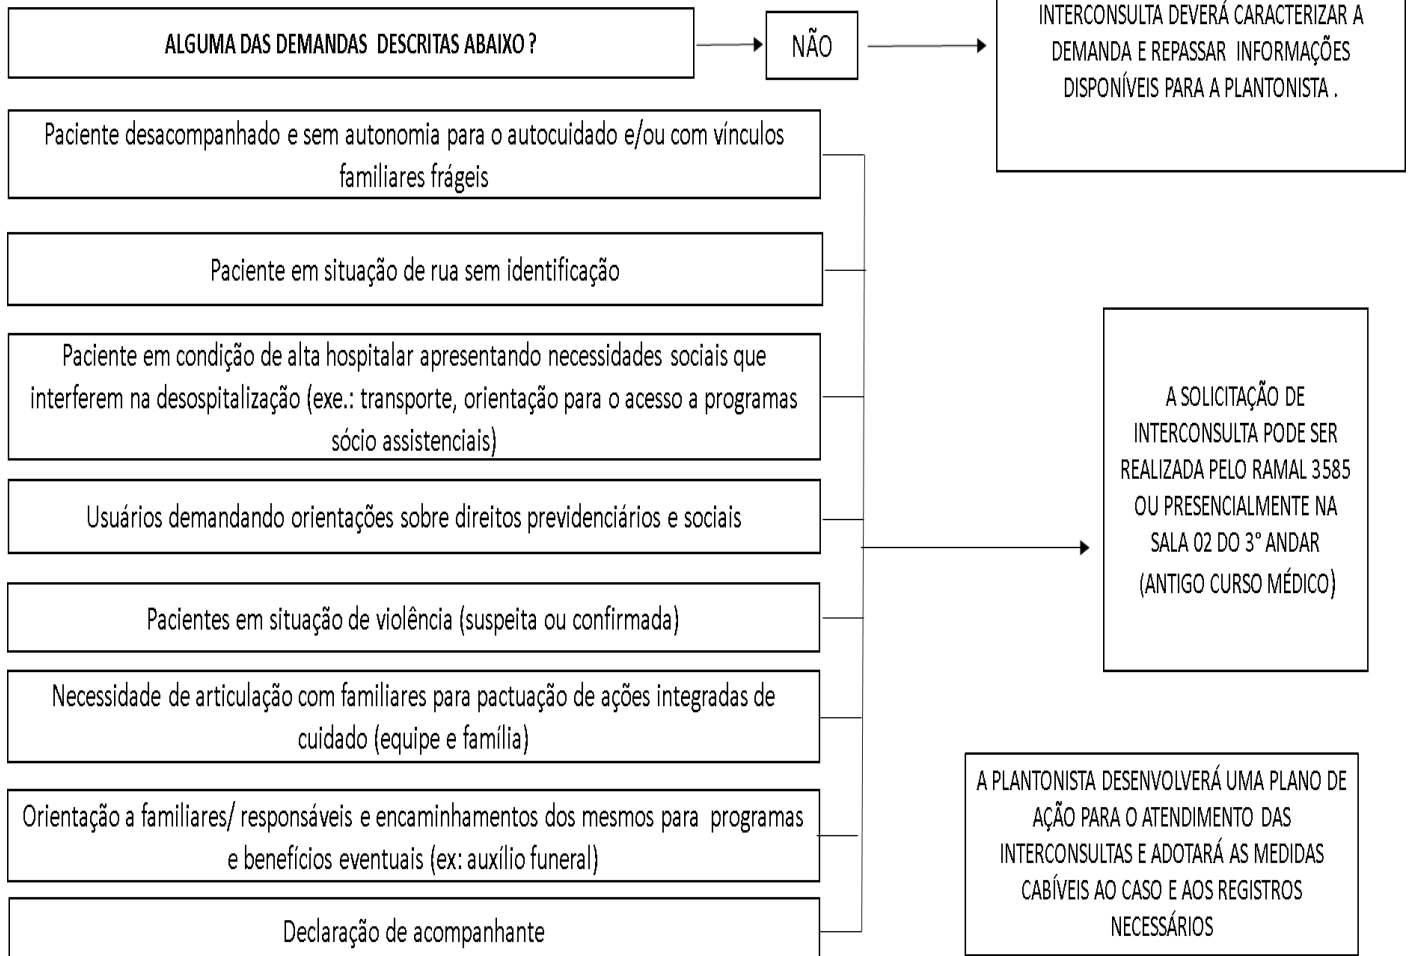 ALGUMA DAS DEMANDAS DESCRITAS ABAIXO ?
NÃO
INTERCONSULTA DEVERÁ CARACTERIZAR A
DEMANDA E REPASSAR INFORMAÇÕES
DISPONÍVEIS PARA A PLANTONISTA .
Paciente desacompanhado e sem autonomia para o autocuidado e/ou com vínculos
familiares frágeis
Paciente em situação de rua sem identificação
Paciente em condição de alta hospitalar apresentando necessidades sociais que
interferem na desospitalização (exe.: transporte, orientação para o acesso a programas
sócio assistenciais)
Usuários demandando orientações sobre direitos previdenciários e sociais
Pacientes em situação de violência (suspeita ou confirmada)
Necessidade de articulação com familiares para pactuação de ações integradas de
cuidado (equipe e família)
Orientação a familiares/ responsáveis e encaminhamentos dos mesmos para programas
e benefícios eventuais (ex: auxílio funeral)
Declaração de acompanhante
A SOLICITAÇÃO DE
INTERCONSULTA PODE SER
REALIZADA PELO RAMAL 3585
OU PRESENCIALMENTE NA
SALA 02 DO 3° ANDAR
(ANTIGO CURSO MÉDICO)
A PLANTONISTA DESENVOLVERÁ UMA PLANO DE
AÇÃO PARA O ATENDIMENTO DAS
INTERCONSULTAS E ADOTARÁ AS MEDIDAS
CABÍVEIS AO CASO E AOS REGISTROS
NECESSÁRIOS